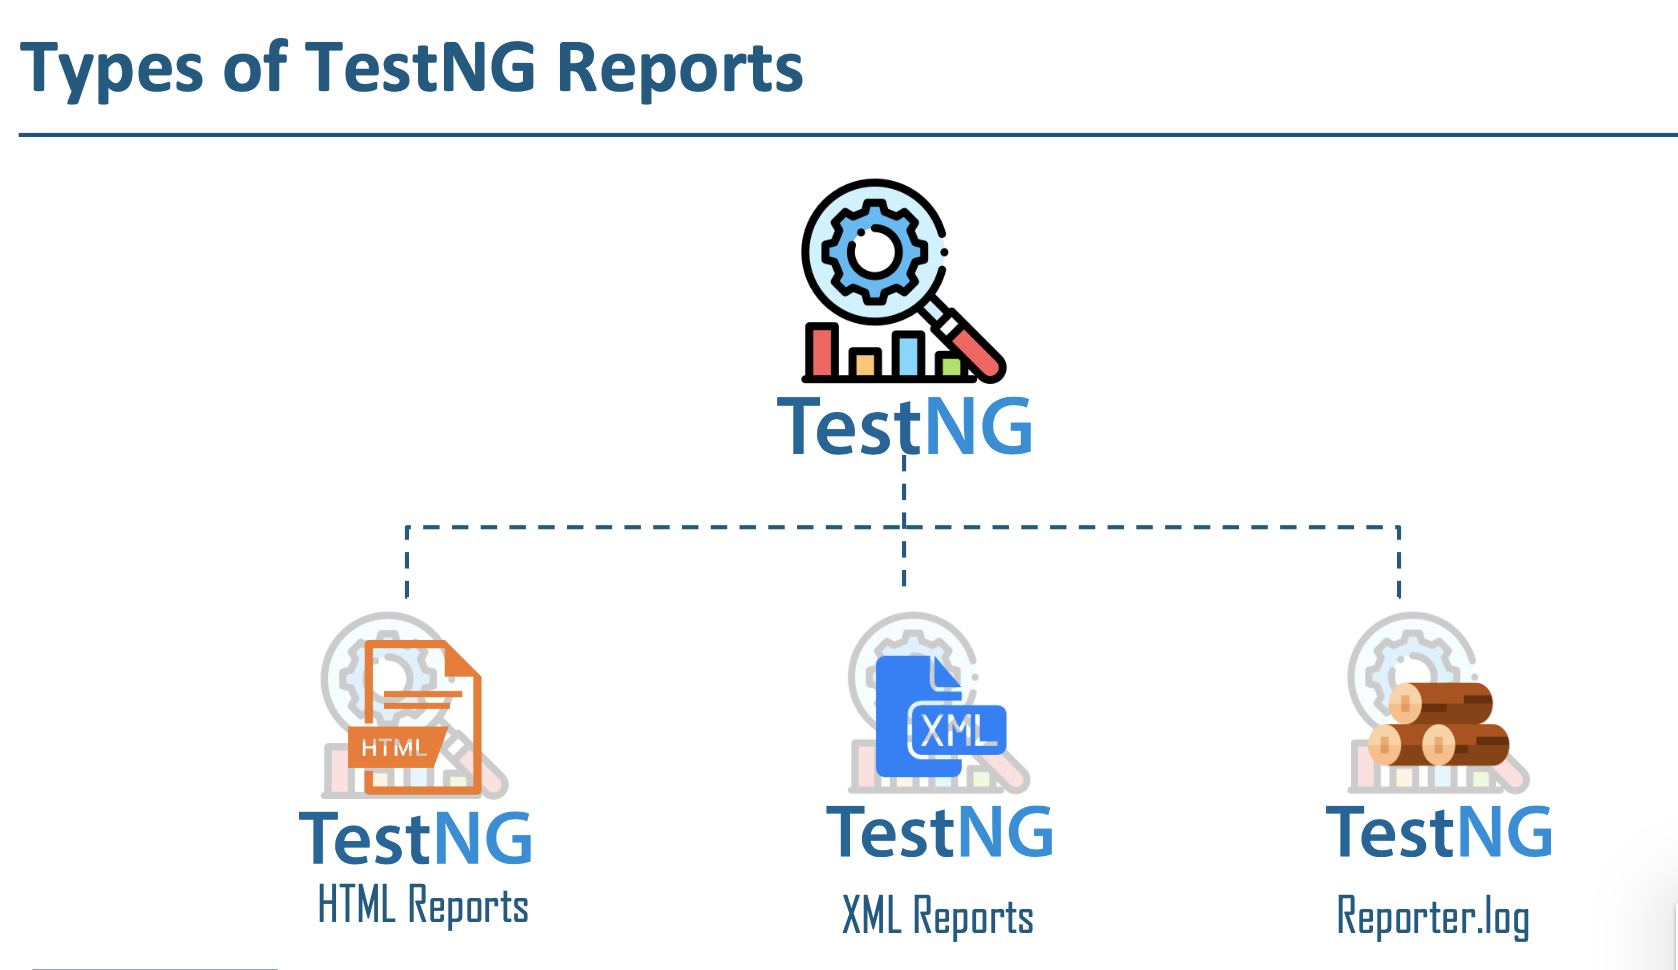 Types of TestNG Reports
TestNG
HTML
XML
TestNG
TestNG
TestNG
HTML Reports
XML Reports
Reporter.log